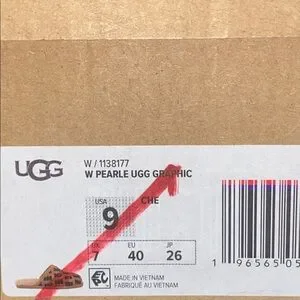 UGG
W / 1138177
W PEARLE UGG GRAPHIC
USA
9
CHE
UK
7
EU
40
JP
26
MADE IN VIETNAM
FABRIQUÉ AU VIETNAM
1 96565 05